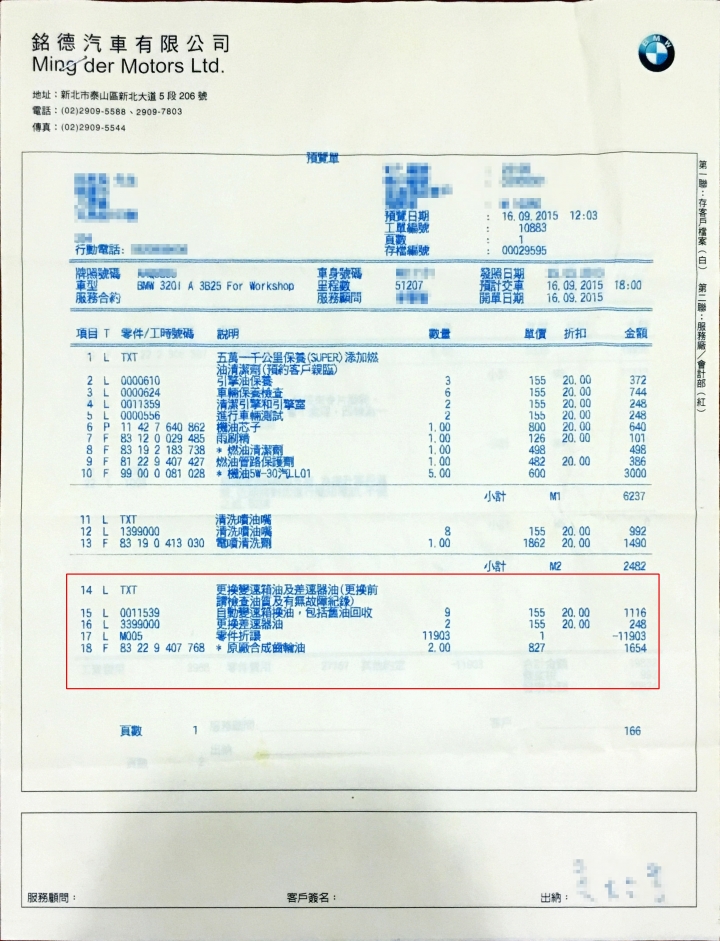 銘德汽車有限公司
Ming der Motors Ltd.
BMW
地址：新北市泰山區新北大道 5 段 206 號
電話：(02)2909-5588、2909-7803
傳真：(02)2909-5544
預覽單
預覽日期 : 16.09.2015 12:03
工單編號 : 10883
頁數 : 1
行動電話: 存檔編號 : 00029595
牌照號碼 車身號碼 發照日期
車型 BMW 320I A 3B25 For Workshop 里程數 51207 預計交車 16.09.2015 18:00
服務合約 服務顧問 開單日期 16.09.2015
項目 T 零件/工時號碼 說明 數量 單價 折扣 金額
1 L TXT 五萬一千公里保養(SUPER)添加燃
油清潔劑(預約客戶親臨)
2 L 0000610 引擎油保養 3 155 20.00 372
3 L 0000624 車輛保養檢查 6 155 20.00 744
4 L 0011359 清潔引擎和引擎室 2 155 20.00 248
5 L 0000556 進行車輛測試 2 155 20.00 248
6 P 11 42 7 640 862 機油芯子 1.00 800 20.00 640
7 F 83 12 0 029 485 雨刷精 1.00 126 20.00 101
8 F 83 19 2 183 738 * 燃油清潔劑 1.00 498 498
9 F 81 22 9 407 427 燃油管路保護劑 1.00 482 20.00 386
10 F 99 00 0 081 028 * 機油5W-30汽LL01 5.00 600 3000
小計 M1 6237
11 L TXT 清洗噴油嘴
12 L 1399000 清洗噴油嘴 8 155 20.00 992
13 F 83 19 0 413 030 電噴清洗劑 1.00 1862 20.00 1490
小計 M2 2482
14 L TXT 更換變速箱油及差速器油(更換前
請檢查油質及有無故障紀錄)
15 L 0011539 自動變速箱換油，包括舊油回收 9 155 20.00 1116
16 L 3399000 更換差速器油 2 155 20.00 248
17 L M005 零件折讓 11903 1 -11903
18 F 83 22 9 407 768 * 原廠合成齒輪油 2.00 827 1654
頁數 1 166
服務顧問： 客戶簽名： 出納：
第一聯：存客戶檔案（白） 第二聯：服務廠／會計部（紅）